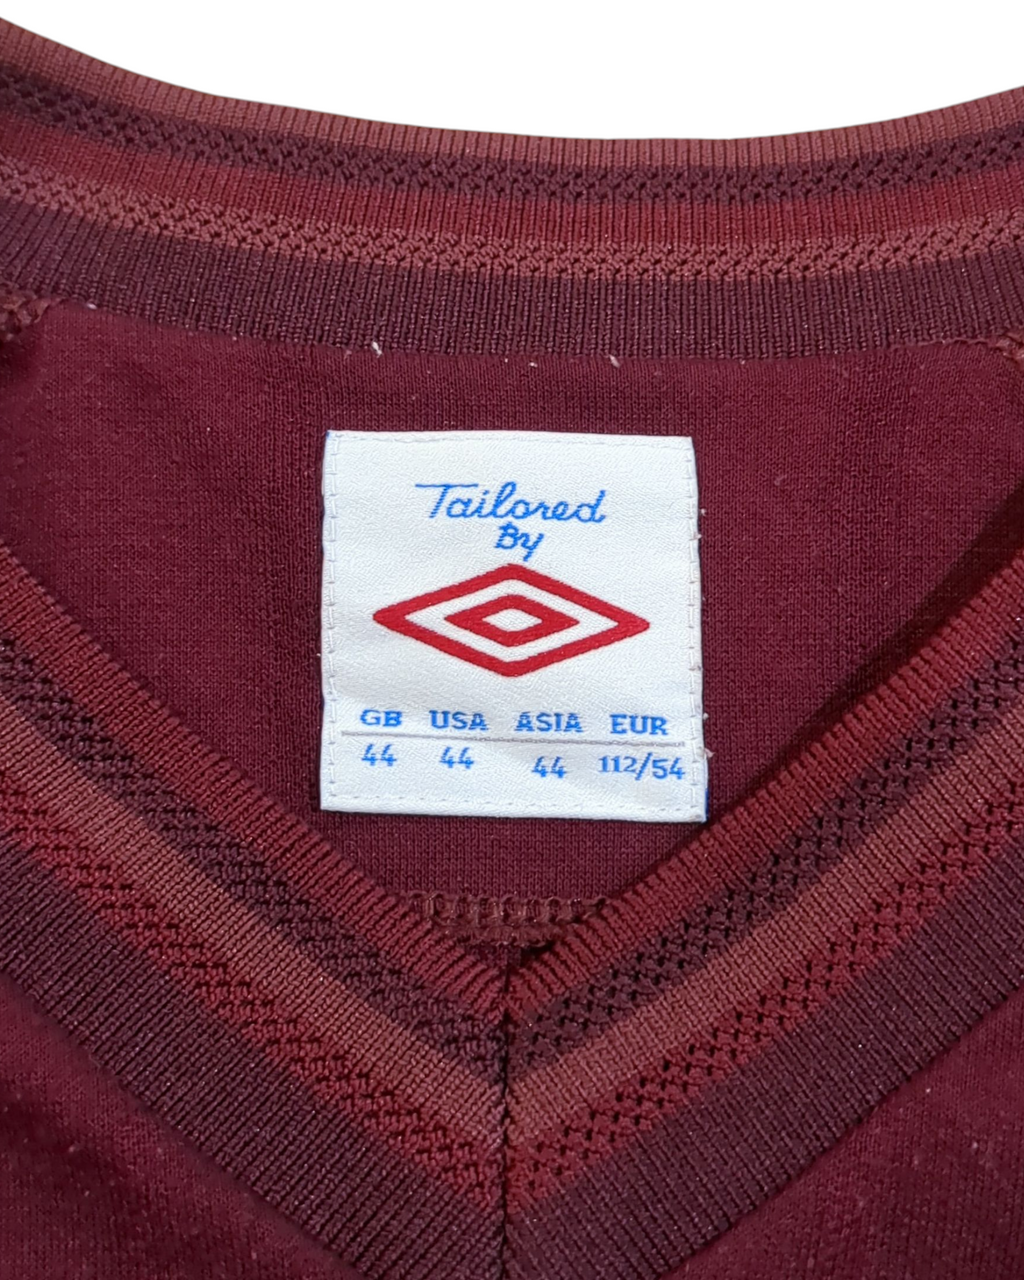 Tailored
By
GB USA ASIA EUR
44 44 44 112/54